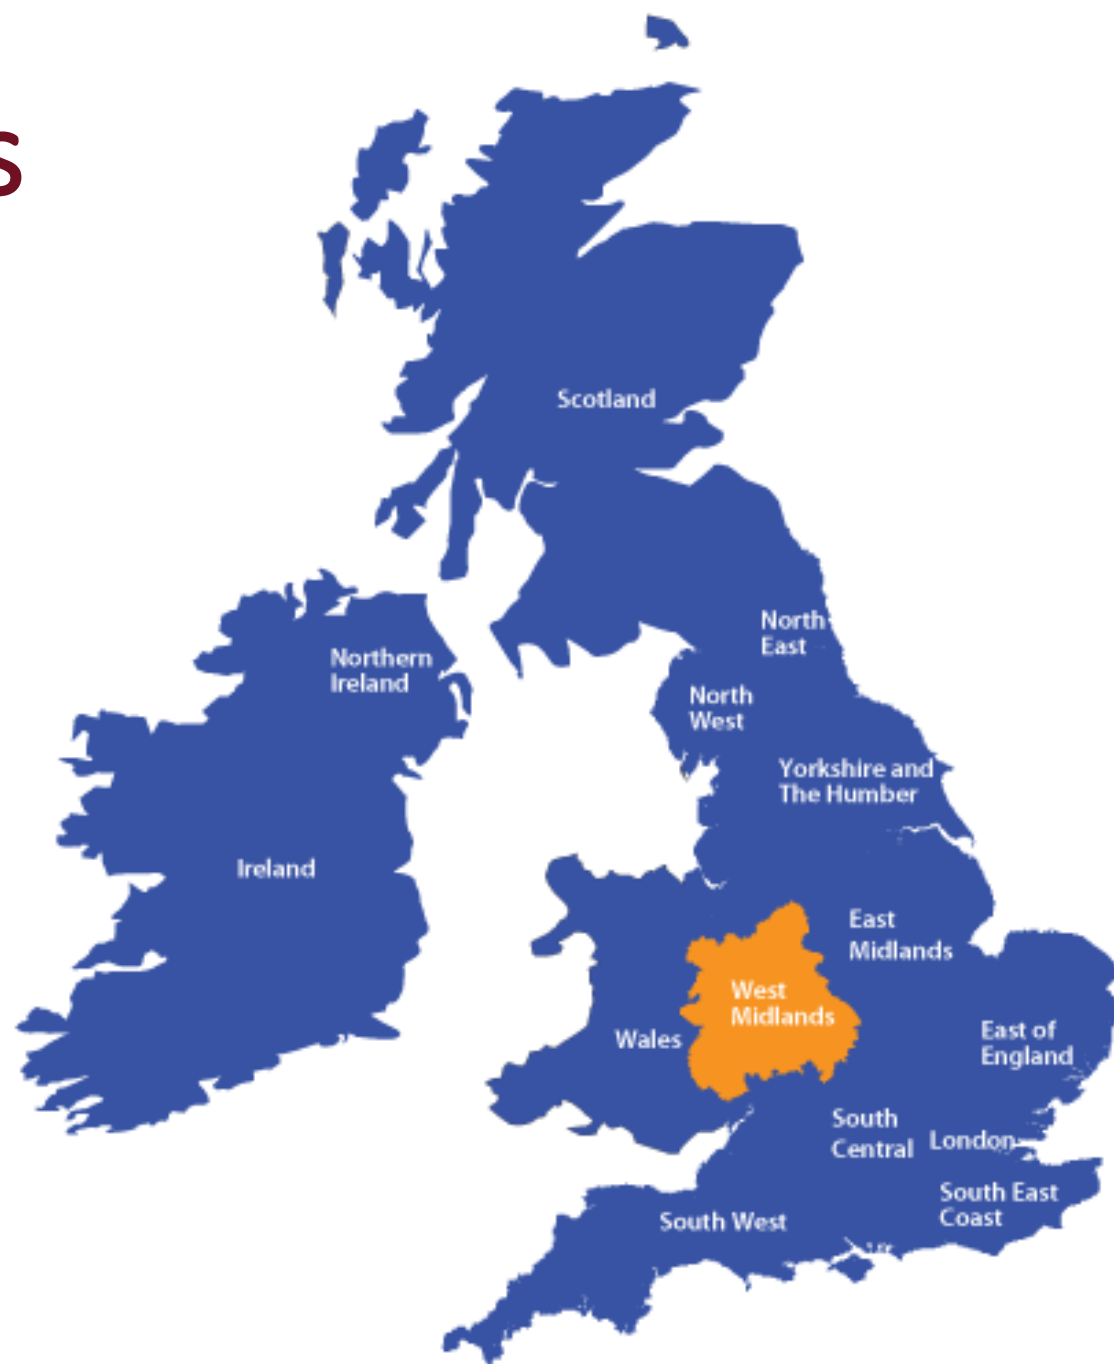 s
Scotland
North
East
Northern
Ireland
North
West
Yorkshire and
The Humber
Ireland
East
Midlands
West
Midlands
Wales
East of
England
South
Central
London
South East
Coast
South West